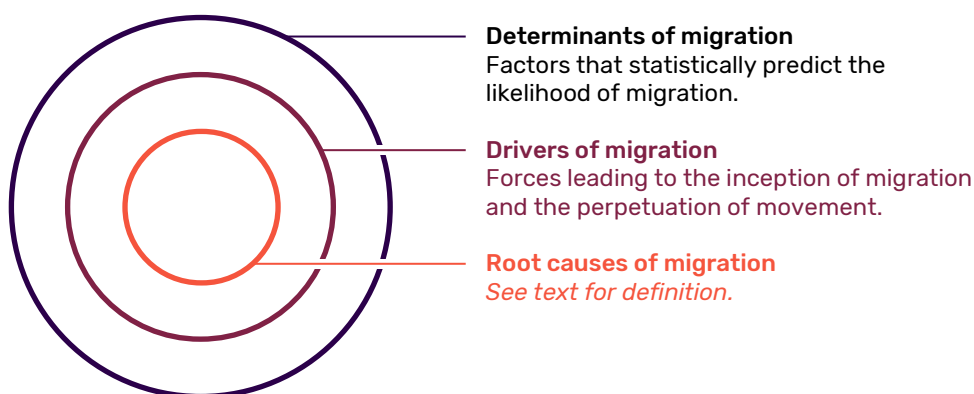 Determinants of migration
Factors that statistically predict the
likelihood of migration.
Drivers of migration
Forces leading to the inception of migration
and the perpetuation of movement.
Root causes of migration
See text for definition.